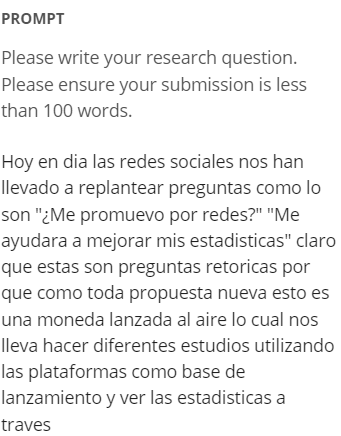 PROMPT
Please write your research question.
Please ensure your submission is less
than 100 words.
Hoy en dia las redes sociales nos han
llevado a replantear preguntas como lo
son "¿Me promuevo por redes?" "Me
ayudara a mejorar mis estadisticas" claro
que estas son preguntas retoricas por
que como toda propuesta nueva esto es
una moneda lanzada al aire lo cual nos
lleva hacer diferentes estudios utilizando
las plataformas como base de
lanzamiento y ver las estadisticas a
traves